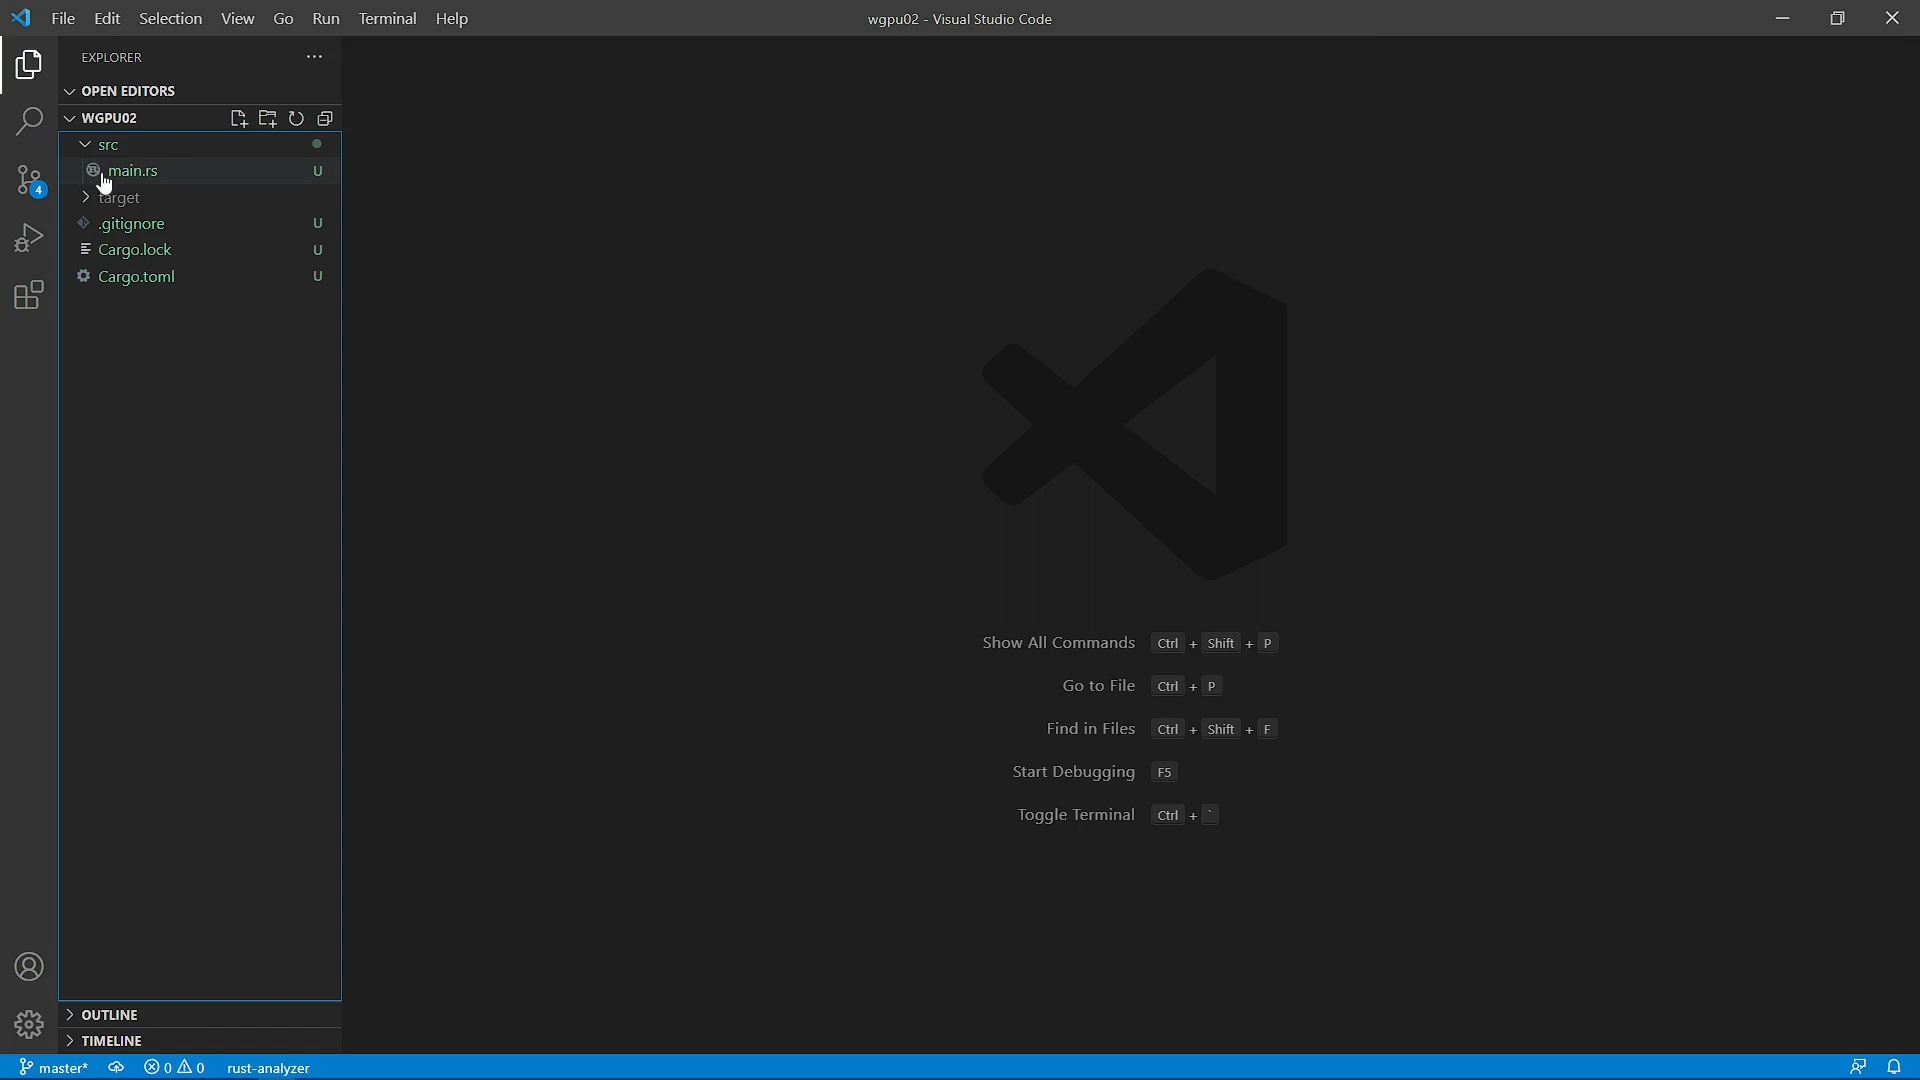 File Edit Selection View Go Run Terminal Help
wgpu02 - Visual Studio Code
EXPLORER
OPEN EDITORS
WGPU02
src
main.rs U
target
.gitignore U
Cargo.lock U
Cargo.toml U
4
Show All Commands Ctrl + Shift + P
Go to File Ctrl + P
Find in Files Ctrl + Shift + F
Start Debugging F5
Toggle Terminal Ctrl + `
OUTLINE
TIMELINE
master* 0 0 rust-analyzer